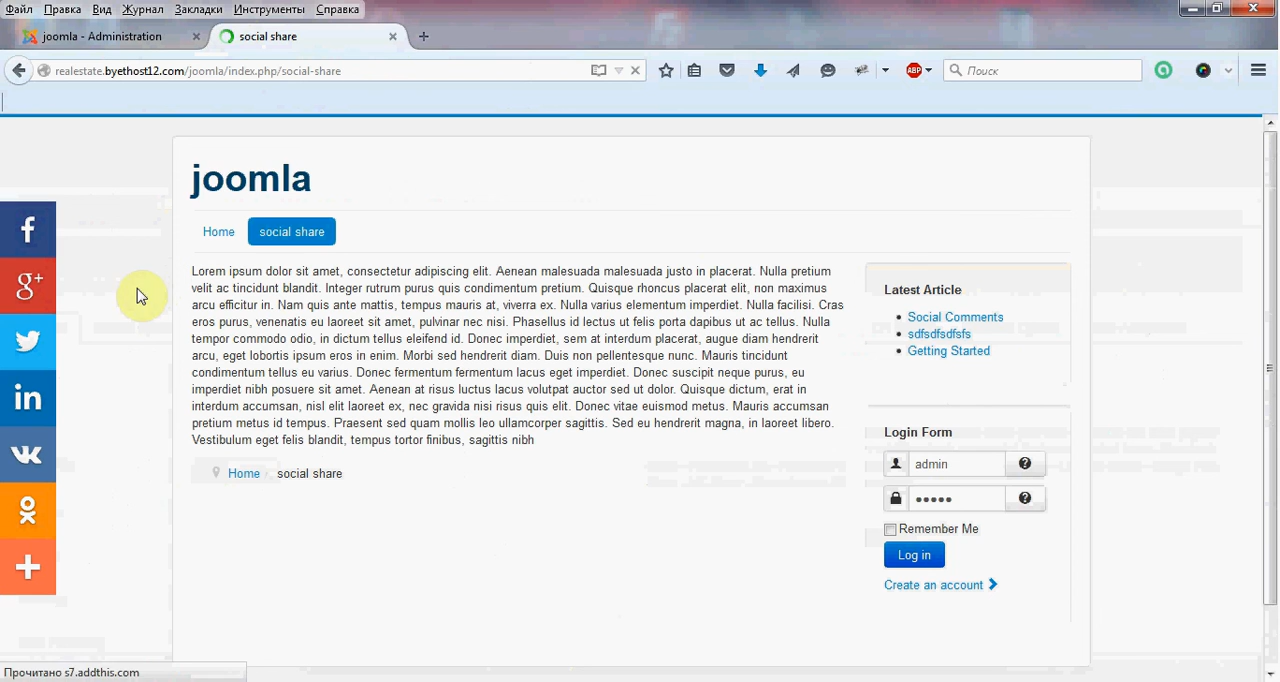 Файл Правка Вид Журнал Закладки Инструменты Справка
joomla - Administration
social share
realestate.byethost12.com/joomla/index.php/social-share
ABP
Поиск
joomla
Home social share
Lorem ipsum dolor sit amet, consectetur adipiscing elit. Aenean malesuada malesuada justo in placerat. Nulla pretium
velit ac tincidunt blandit. Integer rutrum purus quis condimentum pretium. Quisque rhoncus placerat elit, non maximus
arcu efficitur in. Nam quis ante mattis, tempus mauris at, viverra ex. Nulla varius elementum imperdiet. Nulla facilisi. Cras
eros purus, venenatis eu laoreet sit amet, pulvinar nec nisi. Phasellus id lectus ut felis porta dapibus ut ac tellus. Nulla
tempor commodo odio, in dictum tellus eleifend id. Donec imperdiet, sem at interdum placerat, augue diam hendrerit
arcu, eget lobortis ipsum eros in enim. Morbi sed hendrerit diam. Duis non pellentesque nunc. Mauris tincidunt
condimentum tellus eu varius. Donec fermentum fermentum lacus eget imperdiet. Donec suscipit neque purus, eu
imperdiet nibh posuere sit amet. Aenean at risus luctus lacus volutpat auctor sed ut dolor. Quisque dictum, erat in
interdum accumsan, nisl elit laoreet ex, nec gravida nisi risus quis elit. Donec vitae euismod metus. Mauris accumsan
pretium metus id tempus. Praesent sed quam mollis leo ullamcorper sagittis. Sed eu hendrerit magna, in laoreet libero.
Vestibulum eget felis blandit, tempus tortor finibus, sagittis nibh
Home social share
Latest Article
Social Comments
sdfsdfsdfsfs
Getting Started
Login Form
admin
Remember Me
Log in
Create an account
f
g+
in
Прочитано s7.addthis.com